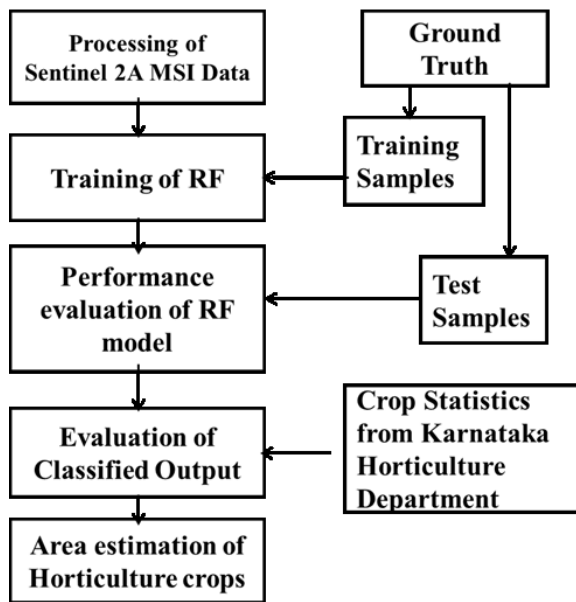 Processing of
Sentinel 2A MSI Data
Ground
Truth
Training
Samples
Training of RF
Performance
evaluation of RF
model
Test
Samples
Crop Statistics
from Karnataka
Horticulture
Department
Evaluation of
Classified Output
Area estimation of
Horticulture crops